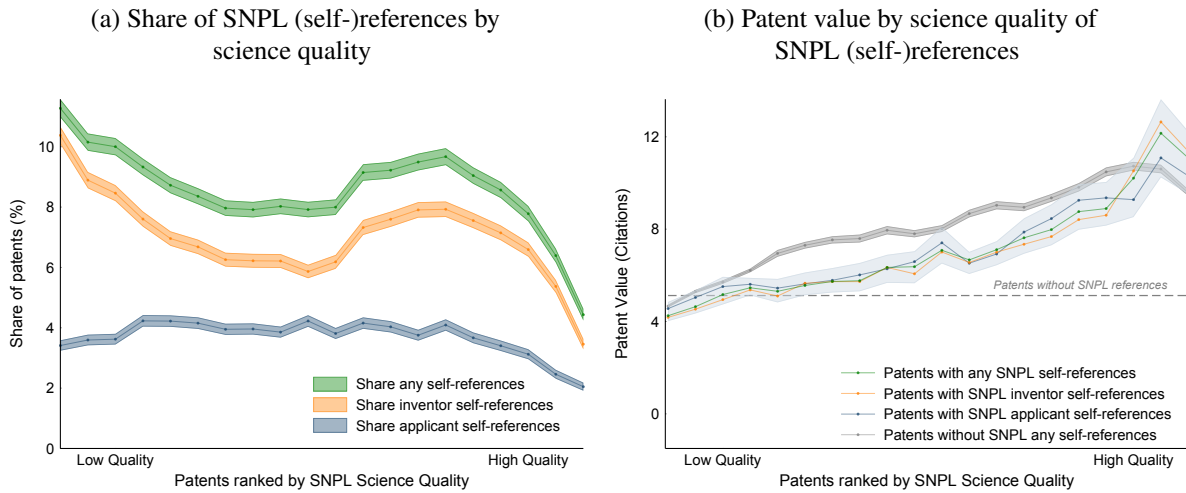 (a) Share of SNPL (self-)references by
science quality
Share of patents (%)
10
8
6
4
2
0
Share any self-references
Share inventor self-references
Share applicant self-references
Low Quality
High Quality
Patents ranked by SNPL Science Quality
(b) Patent value by science quality of
SNPL (self-)references
Patent Value (Citations)
12
8
4
0
Patents without SNPL references
Patents with any SNPL self-references
Patents with SNPL inventor self-references
Patents with SNPL applicant self-references
Patents without SNPL any self-references
Low Quality
High Quality
Patents ranked by SNPL Science Quality